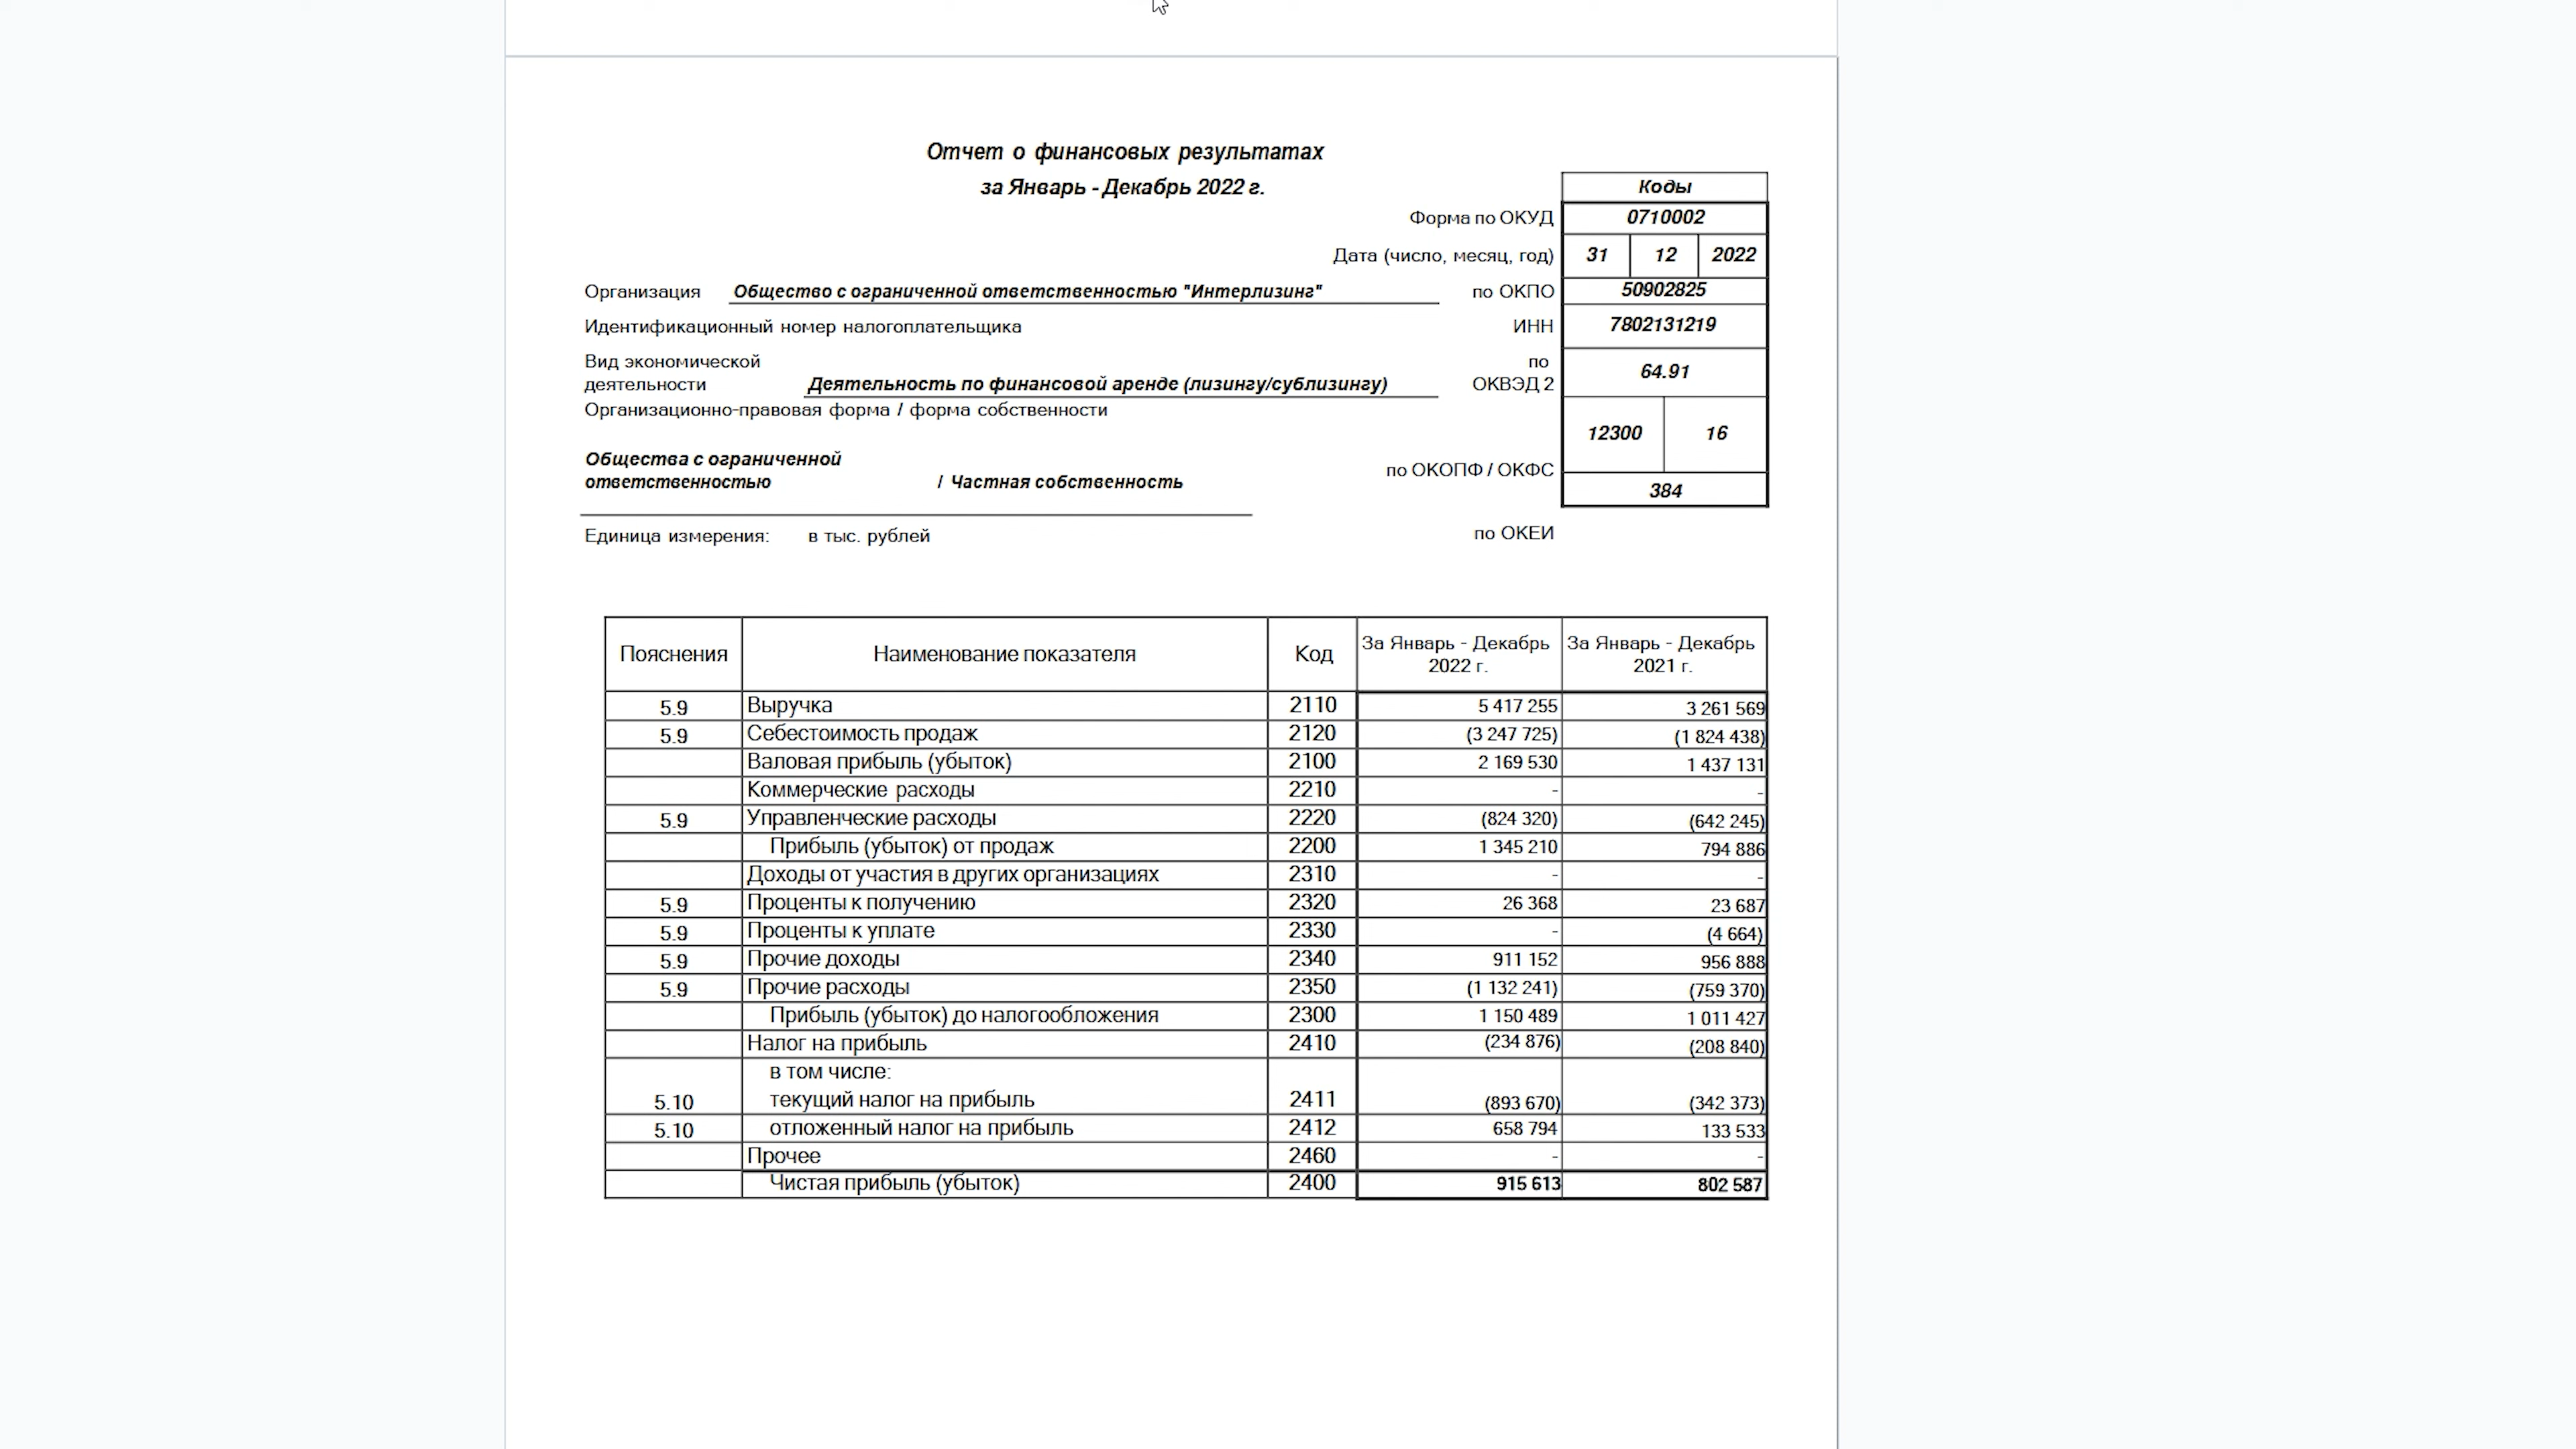 Отчет о финансовых результатах
за Январь - Декабрь 2022 г.
Коды
Форма по ОКУД 0710002
Дата (число, месяц, год) 31 12 2022
Организация Общество с ограниченной ответственностью "Интерлизинг" по ОКПО 50902825
Идентификационный номер налогоплательщика ИНН 7802131219
Вид экономической по
деятельности Деятельность по финансовой аренде (лизингу/сублизингу) ОКВЭД 2 64.91
Организационно-правовая форма / форма собственности
12300 16
Общества с ограниченной
ответственностью / Частная собственность по ОКОПФ / ОКФС
384
Единица измерения: в тыс. рублей по ОКЕИ
Пояснения Наименование показателя Код За Январь - Декабрь 2022 г. За Январь - Декабрь 2021 г.
5.9 Выручка 2110 5 417 255 3 261 569
5.9 Себестоимость продаж 2120 (3 247 725) (1 824 438)
Валовая прибыль (убыток) 2100 2 169 530 1 437 131
Коммерческие расходы 2210 - -
5.9 Управленческие расходы 2220 (824 320) (642 245)
Прибыль (убыток) от продаж 2200 1 345 210 794 886
Доходы от участия в других организациях 2310 - -
5.9 Проценты к получению 2320 26 368 23 687
5.9 Проценты к уплате 2330 - (4 664)
5.9 Прочие доходы 2340 911 152 956 888
5.9 Прочие расходы 2350 (1 132 241) (759 370)
Прибыль (убыток) до налогообложения 2300 1 150 489 1 011 427
Налог на прибыль 2410 (234 876) (208 840)
в том числе:
5.10 текущий налог на прибыль 2411 (893 670) (342 373)
5.10 отложенный налог на прибыль 2412 658 794 133 533
Прочее 2460 - -
Чистая прибыль (убыток) 2400 915 613 802 587